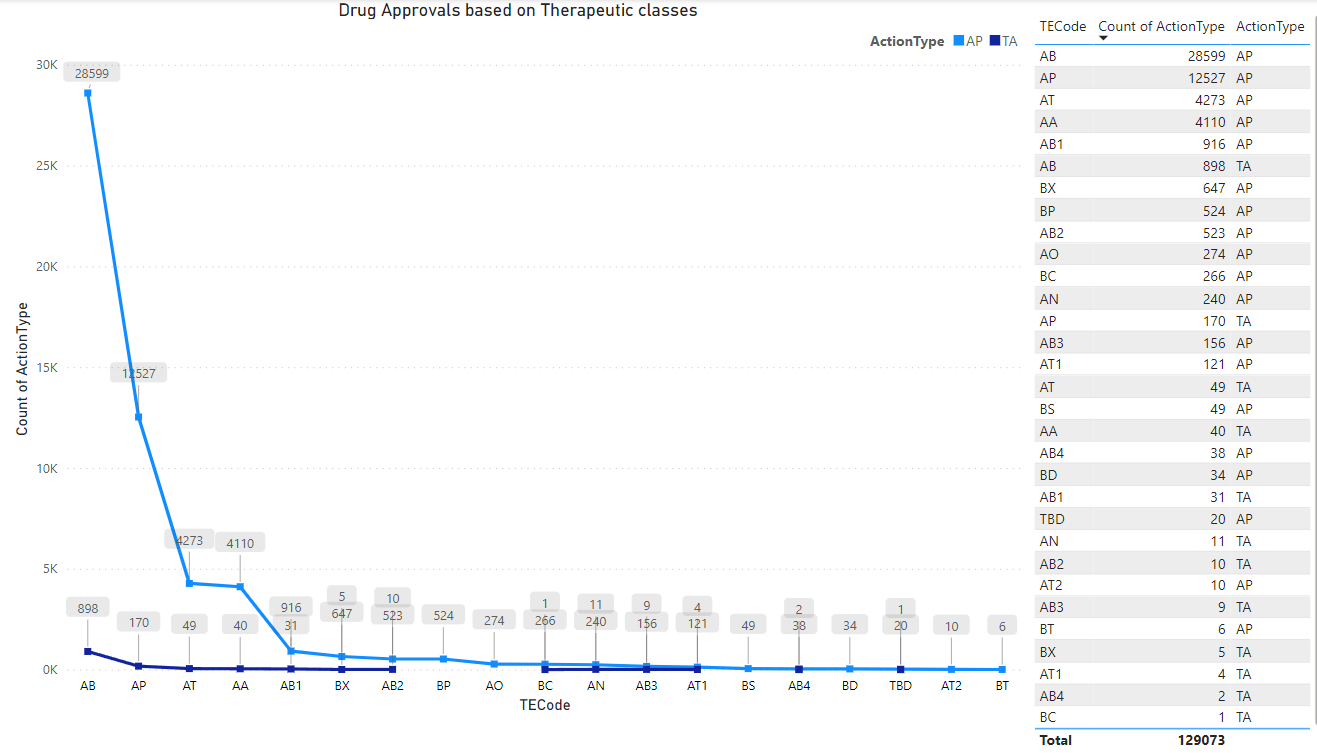 Drug Approvals based on Therapeutic classes
ActionType AP TA
30K
25K
20K
15K
10K
5K
0K
Count of ActionType
28599
12527
4273 4110
898 170 49 40
916
31
5
647
10
523
524 274
1
266
11
240
9
156
4
121
49
2
38
34
1
20
10 6
AB AP AT AA AB1 BX AB2 BP AO BC AN AB3 AT1 BS AB4 BD TBD AT2 BT
TECode
TECode Count of ActionType ActionType
AB 28599 AP
AP 12527 AP
AT 4273 AP
AA 4110 AP
AB1 916 AP
AB 898 TA
BX 647 AP
BP 524 AP
AB2 523 AP
AO 274 AP
BC 266 AP
AN 240 AP
AP 170 TA
AB3 156 AP
AT1 121 AP
AT 49 TA
BS 49 AP
AA 40 TA
AB4 38 AP
BD 34 AP
AB1 31 TA
TBD 20 AP
AN 11 TA
AB2 10 TA
AT2 10 AP
AB3 9 TA
BT 6 AP
BX 5 TA
AT1 4 TA
AB4 2 TA
BC 1 TA
Total 129073